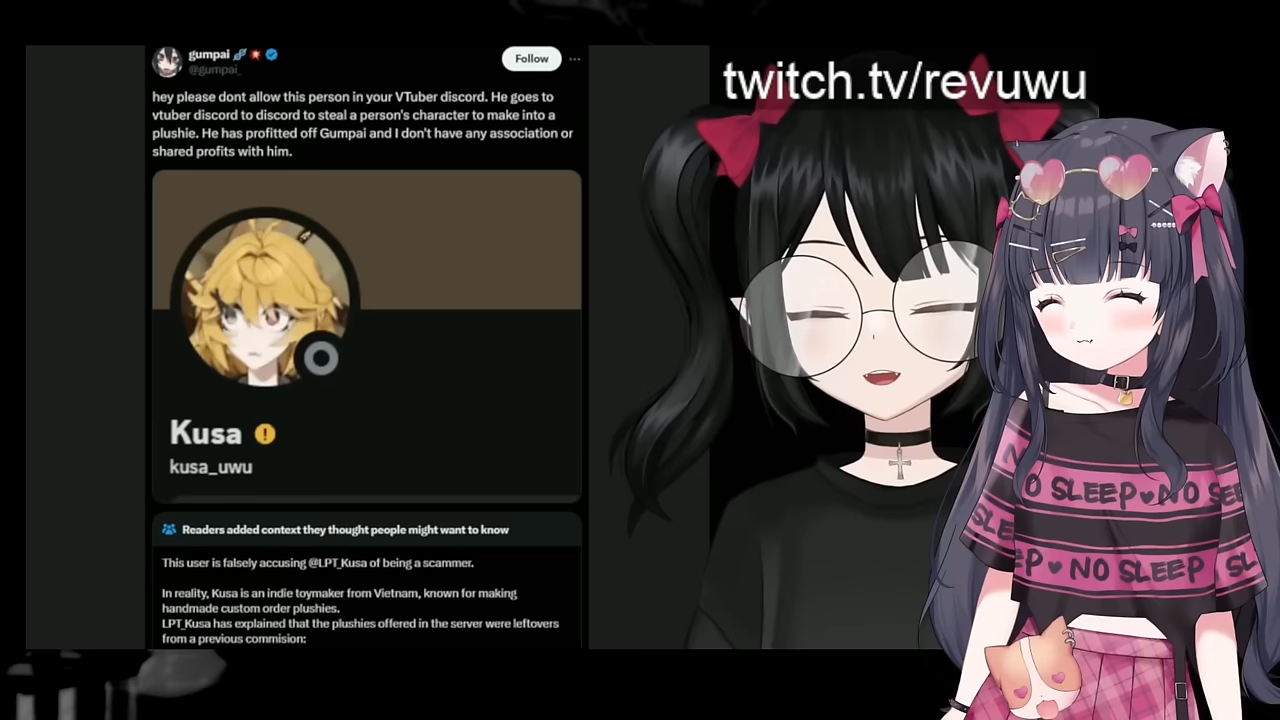 gumpai
@gumpai_
Follow
hey please dont allow this person in your VTuber discord. He goes to
vtuber discord to discord to steal a person's character to make into a
plushie. He has profitted off Gumpai and I don't have any association or
shared profits with him.
Kusa
kusa_uwu
Readers added context they thought people might want to know
This user is falsely accusing @LPT_Kusa of being a scammer.
In reality, Kusa is an indie toymaker from Vietnam, known for making
handmade custom order plushies.
LPT_Kusa has explained that the plushies offered in the server were leftovers
from a previous commision:
twitch.tv/revuwu
NO SLEEP♥NO SEE
SLE
EP♥NO SLEEP SL